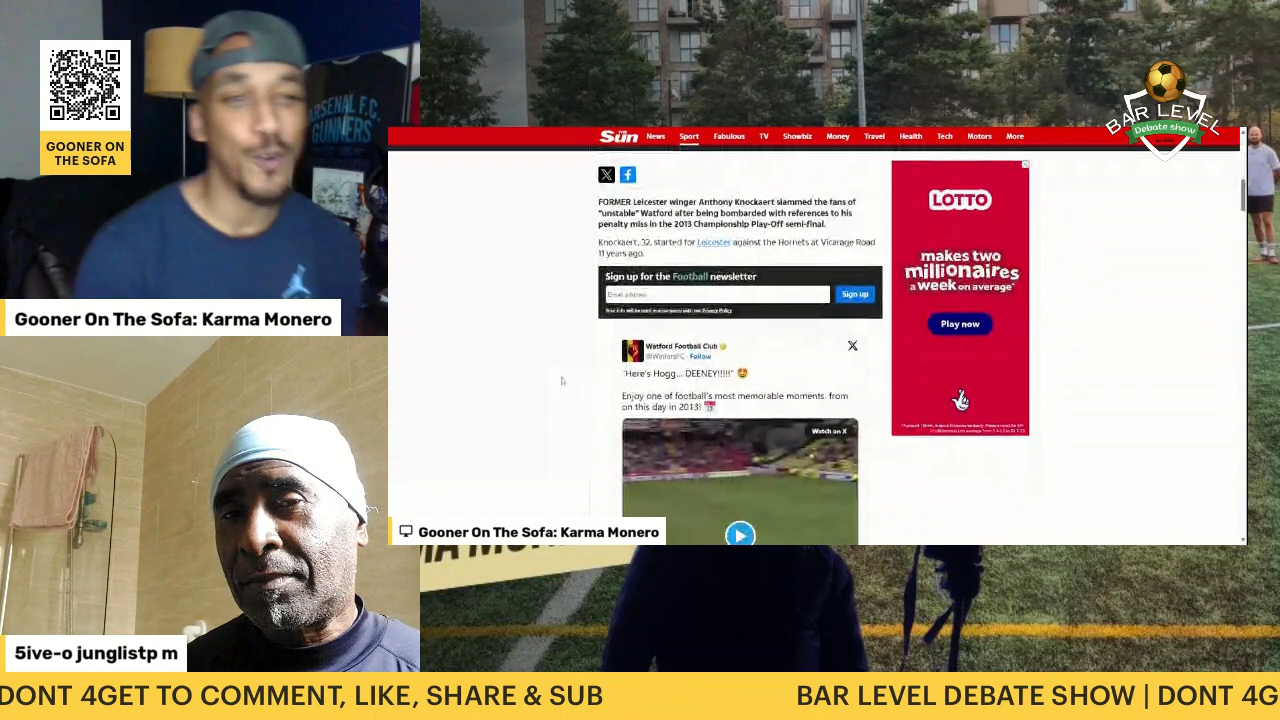 GOONER ON
THE SOFA
ARSENAL F.C.
GUNNERS
Gooner On The Sofa: Karma Monero
5ive-o junglistp m
BAR LEVEL
Debate show
THE Sun News Sport Fabulous TV Showbiz Money Travel Health Tech Motors More
FORMER Leicester winger Anthony Knockaert slammed the fans of
"unstable" Watford after being bombarded with references to his
penalty miss in the 2013 Championship Play-Off semi-final.
Knockaert, 32, started for Leicester against the Hornets at Vicarage Road
11 years ago.
Sign up for the Football newsletter
Email address
Sign up
Watford Football Club
@WatfordFC · Follow
"Here's Hogg... DEENEY!!!!!" 🤩
Enjoy one of football's most memorable moments, from
on this day in 2013! 📅
Watch on X
LOTTO
makes two
millionaires
a week on average*
Play now
Gooner On The Sofa: Karma Monero
DONT 4GET TO COMMENT, LIKE, SHARE & SUB
BAR LEVEL DEBATE SHOW | DONT 4G